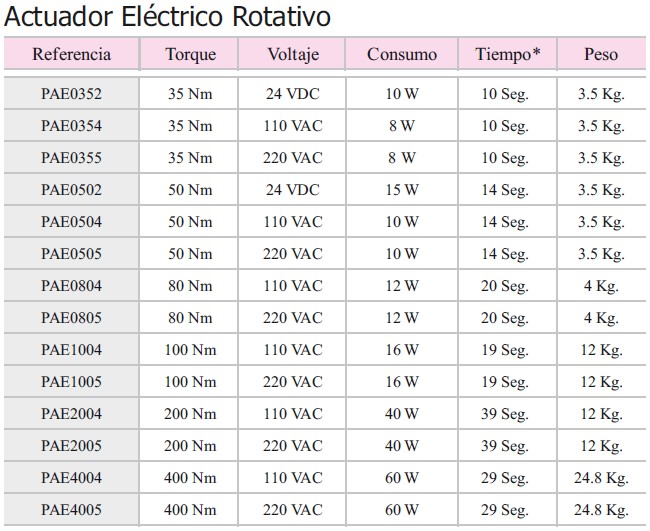 Actuador Eléctrico Rotativo
Referencia Torque Voltaje Consumo Tiempo* Peso
PAE0352 35 Nm 24 VDC 10 W 10 Seg. 3.5 Kg.
PAE0354 35 Nm 110 VAC 8 W 10 Seg. 3.5 Kg.
PAE0355 35 Nm 220 VAC 8 W 10 Seg. 3.5 Kg.
PAE0502 50 Nm 24 VDC 15 W 14 Seg. 3.5 Kg.
PAE0504 50 Nm 110 VAC 10 W 14 Seg. 3.5 Kg.
PAE0505 50 Nm 220 VAC 10 W 14 Seg. 3.5 Kg.
PAE0804 80 Nm 110 VAC 12 W 20 Seg. 4 Kg.
PAE0805 80 Nm 220 VAC 12 W 20 Seg. 4 Kg.
PAE1004 100 Nm 110 VAC 16 W 19 Seg. 12 Kg.
PAE1005 100 Nm 220 VAC 16 W 19 Seg. 12 Kg.
PAE2004 200 Nm 110 VAC 40 W 39 Seg. 12 Kg.
PAE2005 200 Nm 220 VAC 40 W 39 Seg. 12 Kg.
PAE4004 400 Nm 110 VAC 60 W 29 Seg. 24.8 Kg.
PAE4005 400 Nm 220 VAC 60 W 29 Seg. 24.8 Kg.